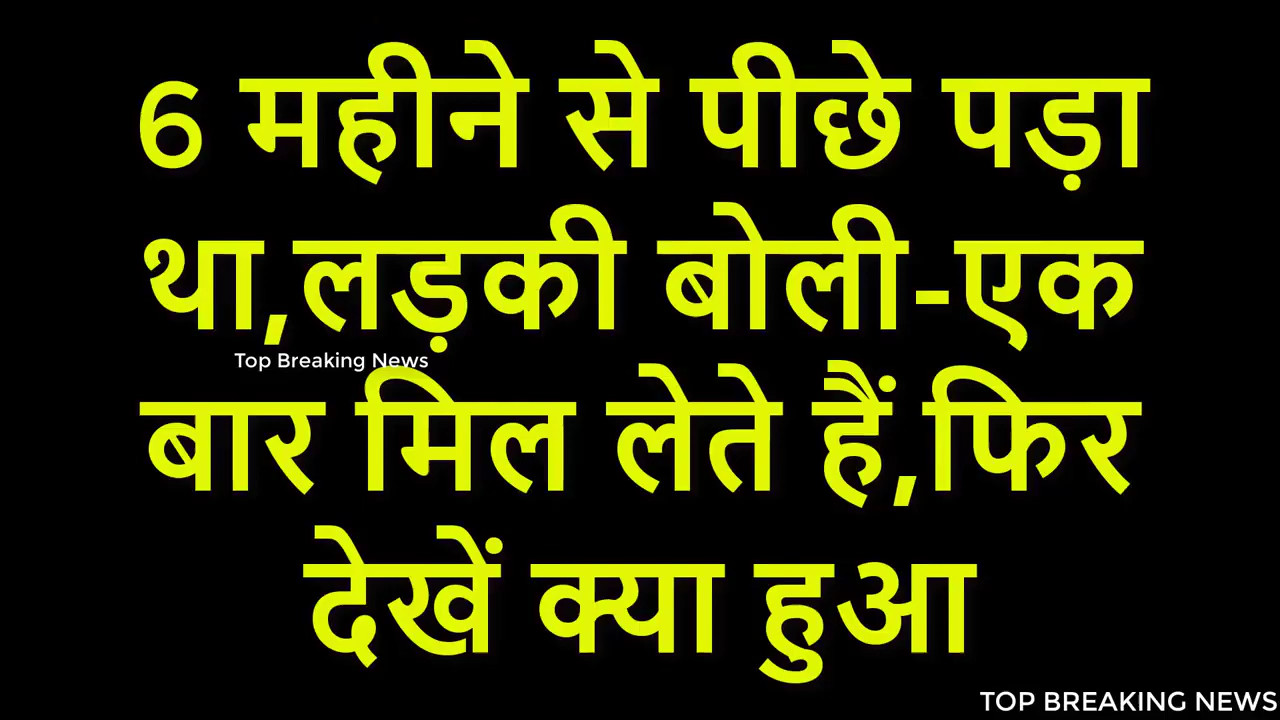 6 महीने से पीछे पड़ा
था,लड़की बोली-एक
Top Breaking News
बार मिल लेते हैं,फिर
देखें क्या हुआ
TOP BREAKING NEWS